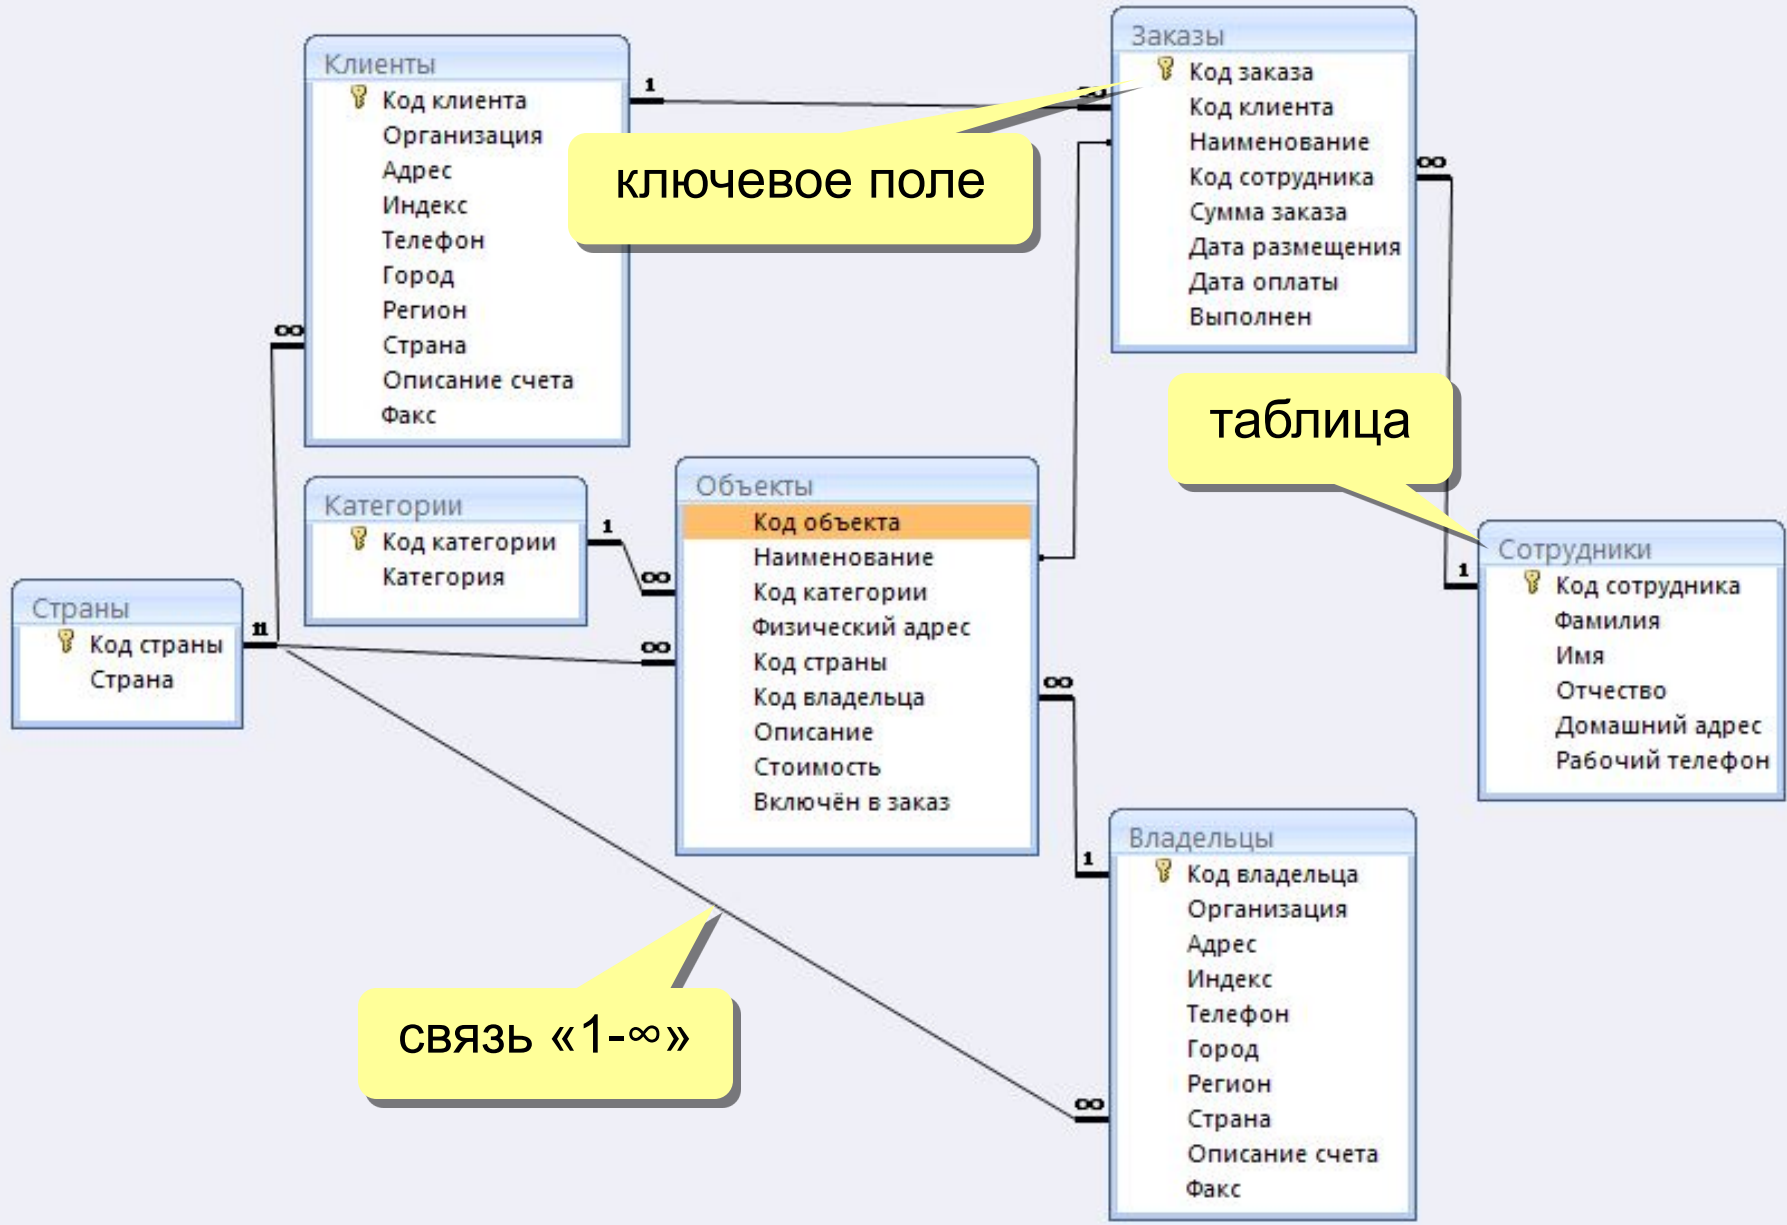 Клиенты
Код клиента
Организация
Адрес
Индекс
Телефон
Город
Регион
Страна
Описание счета
Факс
1
∞
∞
Заказы
Код заказа
Код клиента
Наименование
Код сотрудника
Сумма заказа
Дата размещения
Дата оплаты
Выполнен
∞
ключевое поле
таблица
Категории
Код категории
Категория
1
∞
Объекты
Код объекта
Наименование
Код категории
Физический адрес
Код страны
Код владельца
Описание
Стоимость
Включён в заказ
∞
∞
1
Сотрудники
Код сотрудника
Фамилия
Имя
Отчество
Домашний адрес
Рабочий телефон
Страны
Код страны
Страна
11
1
Владельцы
Код владельца
Организация
Адрес
Индекс
Телефон
Город
Регион
Страна
Описание счета
Факс
∞
связь «1-∞»